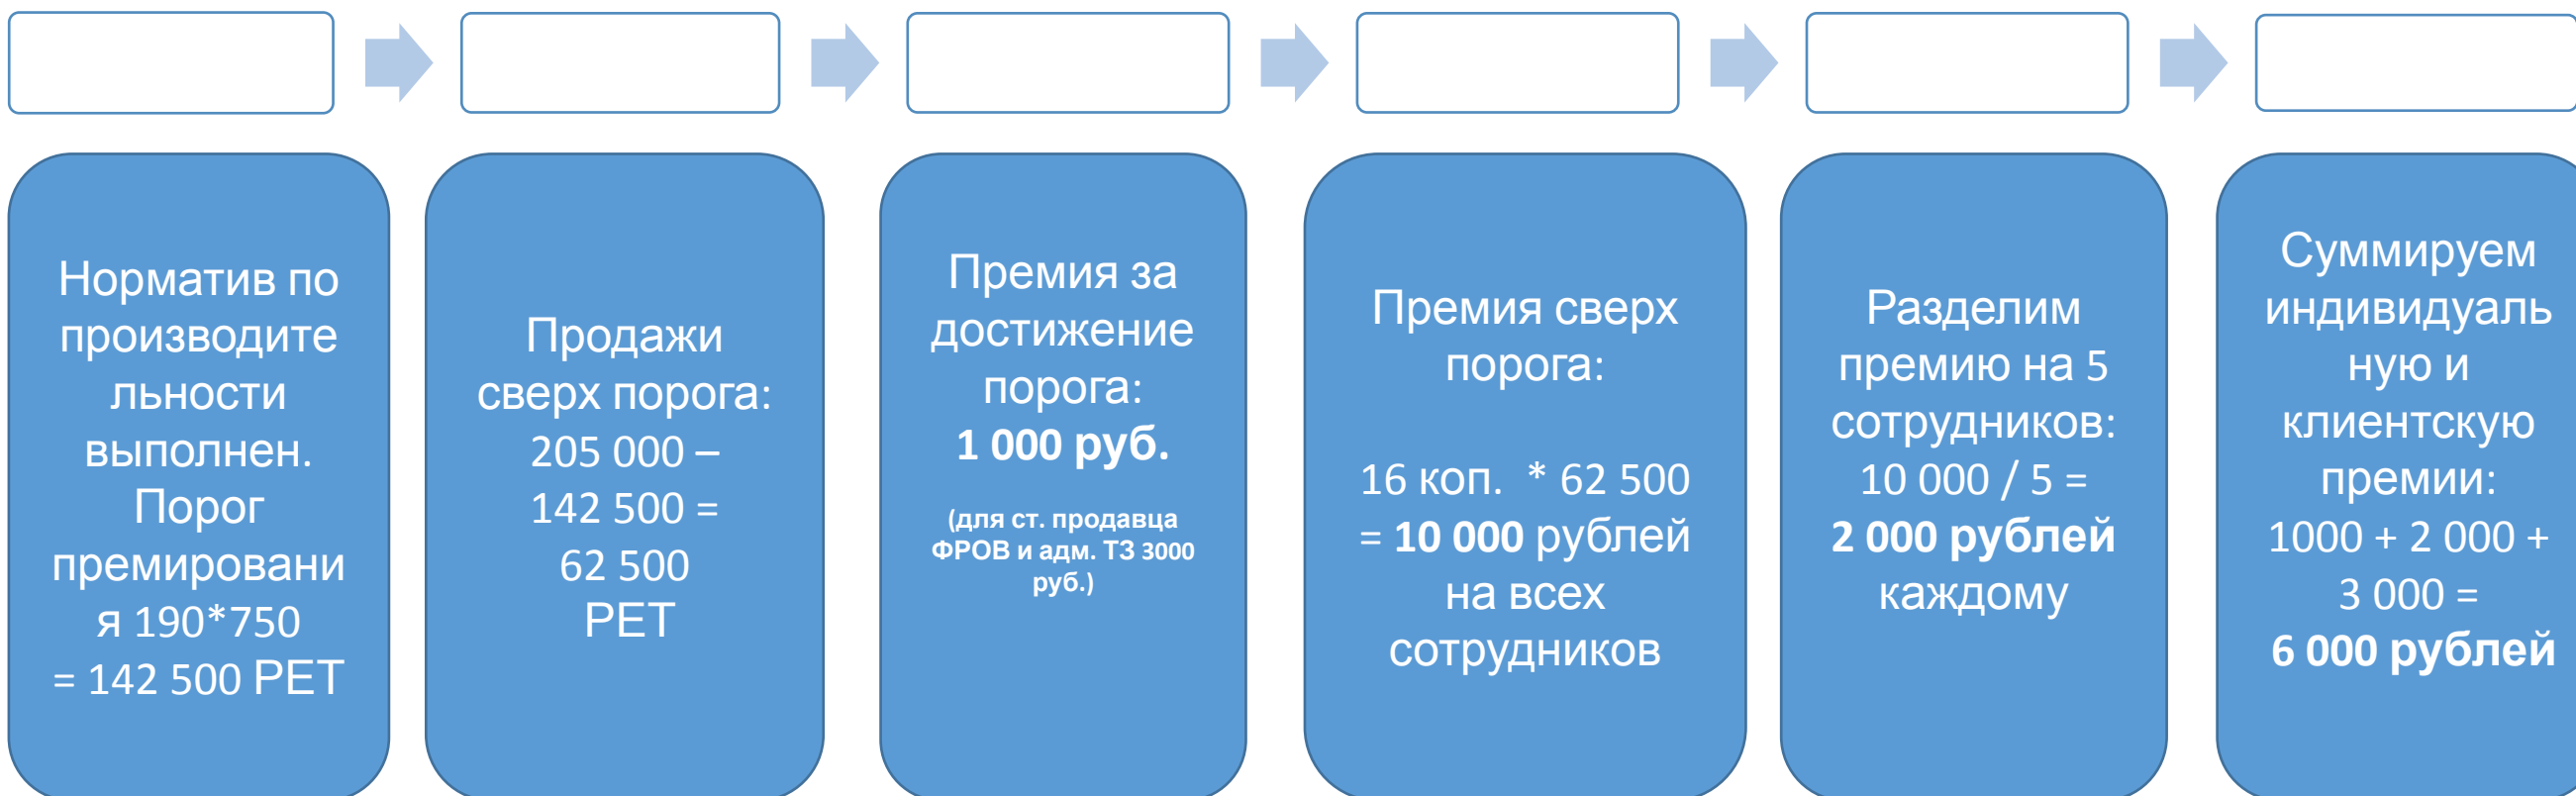 Норматив по
производите
льности
выполнен.
Порог
премировани
я 190*750
= 142 500 РЕТ
Продажи
сверх порога:
205 000 –
142 500 =
62 500
РЕТ
Премия за
достижение
порога:
1 000 руб.
(для ст. продавца
ФРОВ и адм. ТЗ 3000
руб.)
Премия сверх
порога:
16 коп. * 62 500
= 10 000 рублей
на всех
сотрудников
Разделим
премию на 5
сотрудников:
10 000 / 5 =
2 000 рублей
каждому
Суммируем
индивидуаль
ную и
клиентскую
премии:
1000 + 2 000 +
3 000 =
6 000 рублей